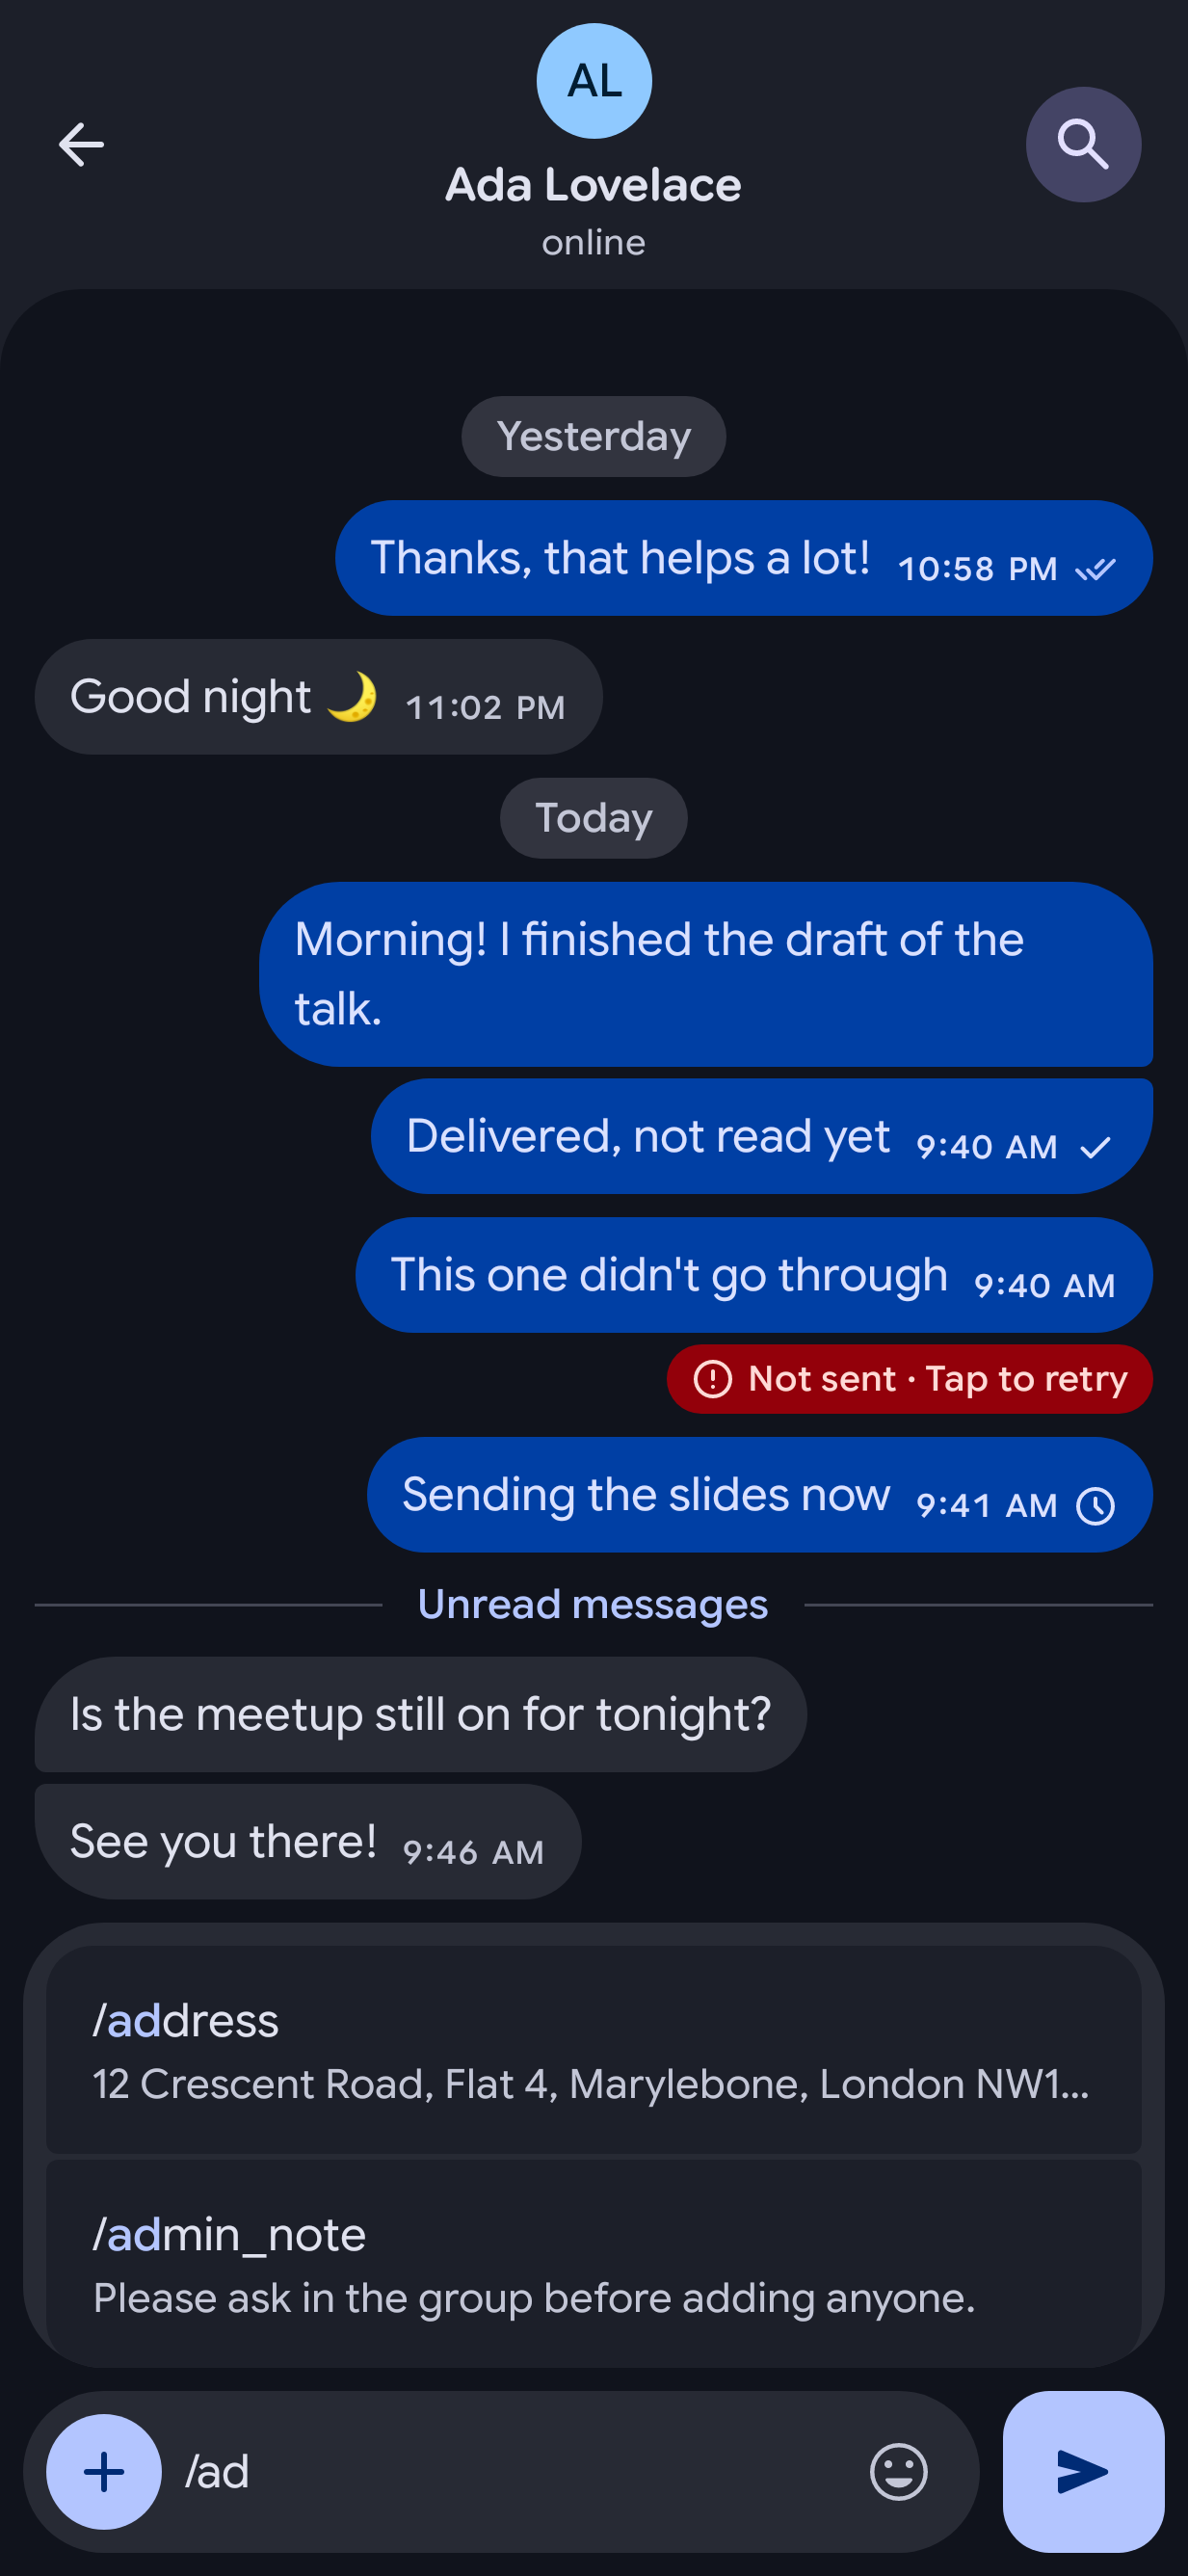 AL
Ada Lovelace
online
Yesterday
Thanks, that helps a lot! 10:58 PM
Good night 🌙 11:02 PM
Today
Morning! I finished the draft of the
talk.
Delivered, not read yet 9:40 AM
This one didn't go through 9:40 AM
Not sent · Tap to retry
Sending the slides now 9:41 AM
Unread messages
Is the meetup still on for tonight?
See you there! 9:46 AM
/address
12 Crescent Road, Flat 4, Marylebone, London NW1...
/admin_note
Please ask in the group before adding anyone.
/ad